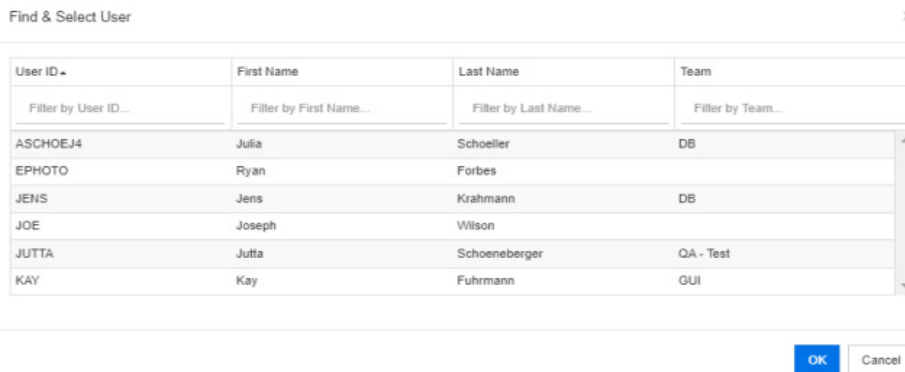 Find & Select User
User ID First Name Last Name Team
Filter by User ID... Filter by First Name... Filter by Last Name... Filter by Team...
ASCHOEJ4 Julia Schoeller DB
EPHOTO Ryan Forbes
JENS Jens Krahmann DB
JOE Joseph Wilson
JUTTA Jutta Schoeneberger QA - Test
KAY Kay Fuhrmann GUI
OK Cancel